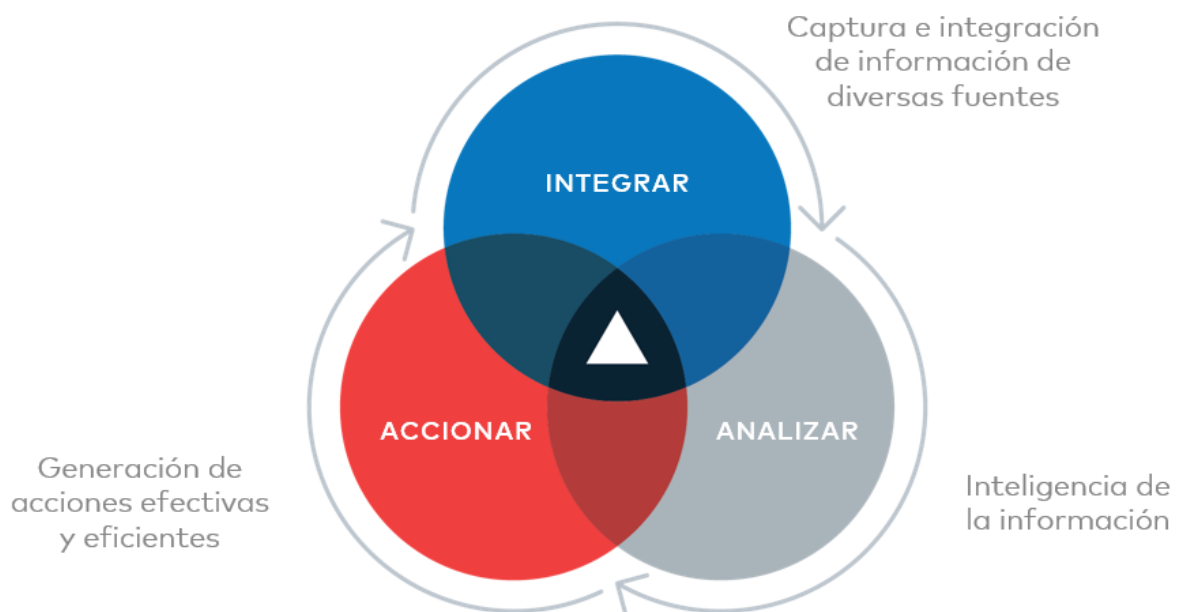 Captura e integración
de información de
diversas fuentes
INTEGRAR
ACCIONAR
ANALIZAR
Generación de
acciones efectivas
y eficientes
Inteligencia de
la información